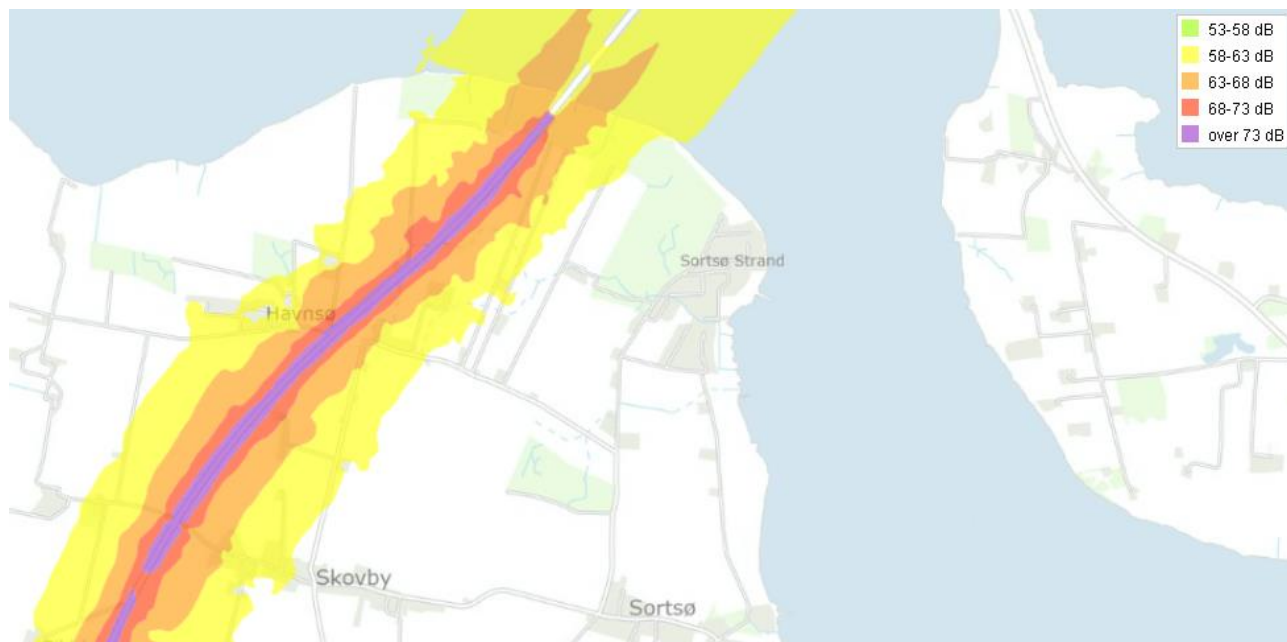 53-58 dB
58-63 dB
63-68 dB
68-73 dB
over 73 dB
Sortsø Strand
Havnsø
Skovby
Sortsø